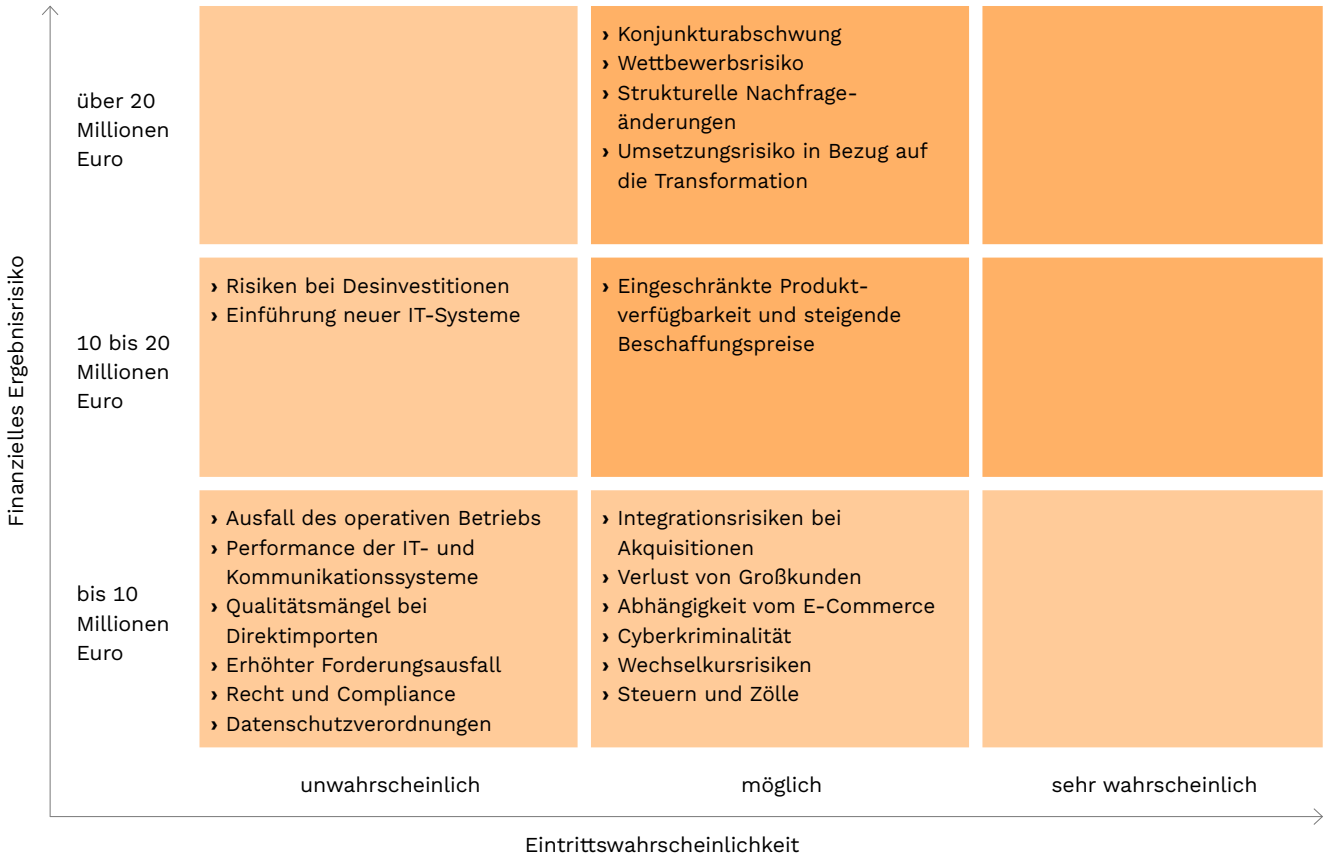 Finanzielles Ergebnisrisiko
über 20
Millionen
Euro
› Konjunkturabschwung
› Wettbewerbsrisiko
› Strukturelle Nachfrage-
änderungen
› Umsetzungsrisiko in Bezug auf
die Transformation
10 bis 20
Millionen
Euro
› Risiken bei Desinvestitionen
› Einführung neuer IT-Systeme
› Eingeschränkte Produkt-
verfügbarkeit und steigende
Beschaffungspreise
bis 10
Millionen
Euro
› Ausfall des operativen Betriebs
› Performance der IT- und
Kommunikationssysteme
› Qualitätsmängel bei
Direktimporten
› Erhöhter Forderungsausfall
› Recht und Compliance
› Datenschutzverordnungen
› Integrationsrisiken bei
Akquisitionen
› Verlust von Großkunden
› Abhängigkeit vom E-Commerce
› Cyberkriminalität
› Wechselkursrisiken
› Steuern und Zölle
unwahrscheinlich
möglich
sehr wahrscheinlich
Eintrittswahrscheinlichkeit